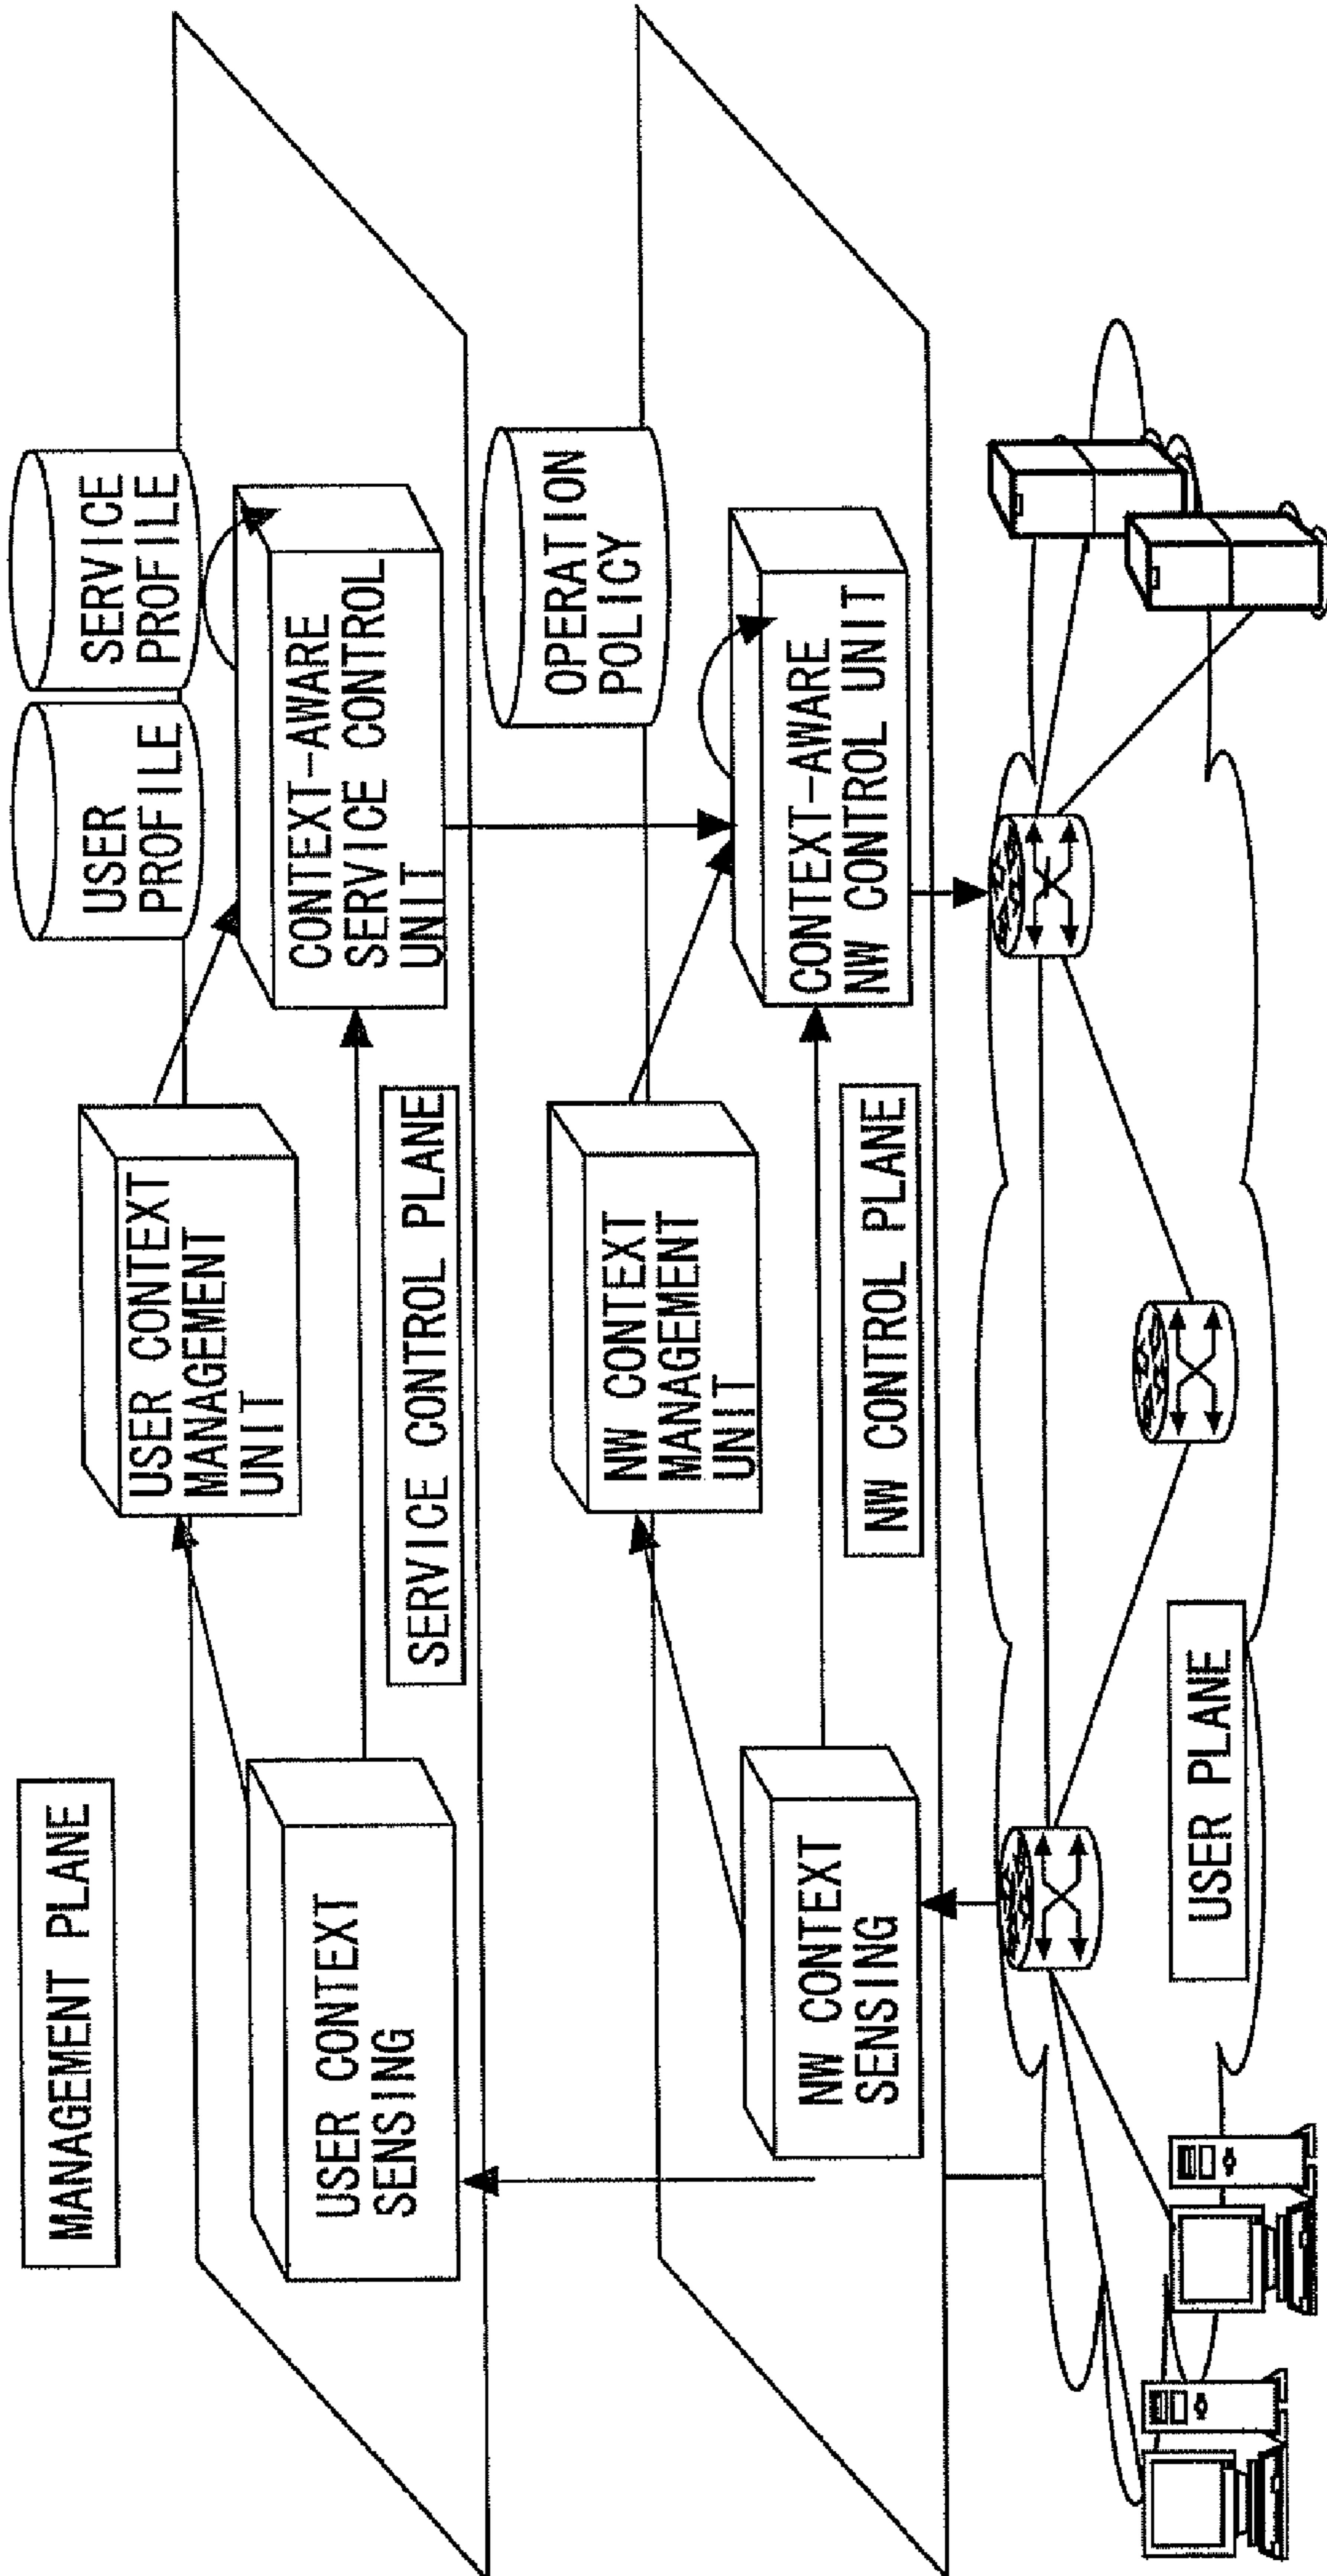 MANAGEMENT PLANE
USER
PROFILE
SERVICE
PROFILE
USER CONTEXT
MANAGEMENT
UNIT
USER CONTEXT
SENSING
CONTEXT-AWARE
SERVICE CONTROL
UNIT
SERVICE CONTROL PLANE
OPERATION
POLICY
NW CONTEXT
MANAGEMENT
UNIT
NW CONTEXT
SENSING
CONTEXT-AWARE
NW CONTROL UNIT
NW CONTROL PLANE
USER PLANE